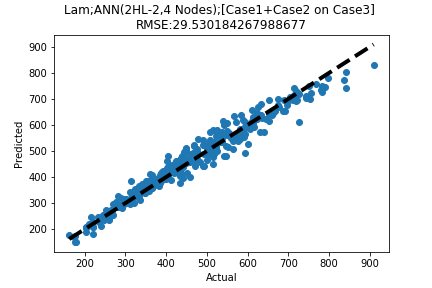 Lam;ANN(2HL-2,4 Nodes);[Case1+Case2 on Case3]
RMSE:29.530184267988677
900
800
700
600
500
400
300
200
Predicted
200 300 400 500 600 700 800 900
Actual